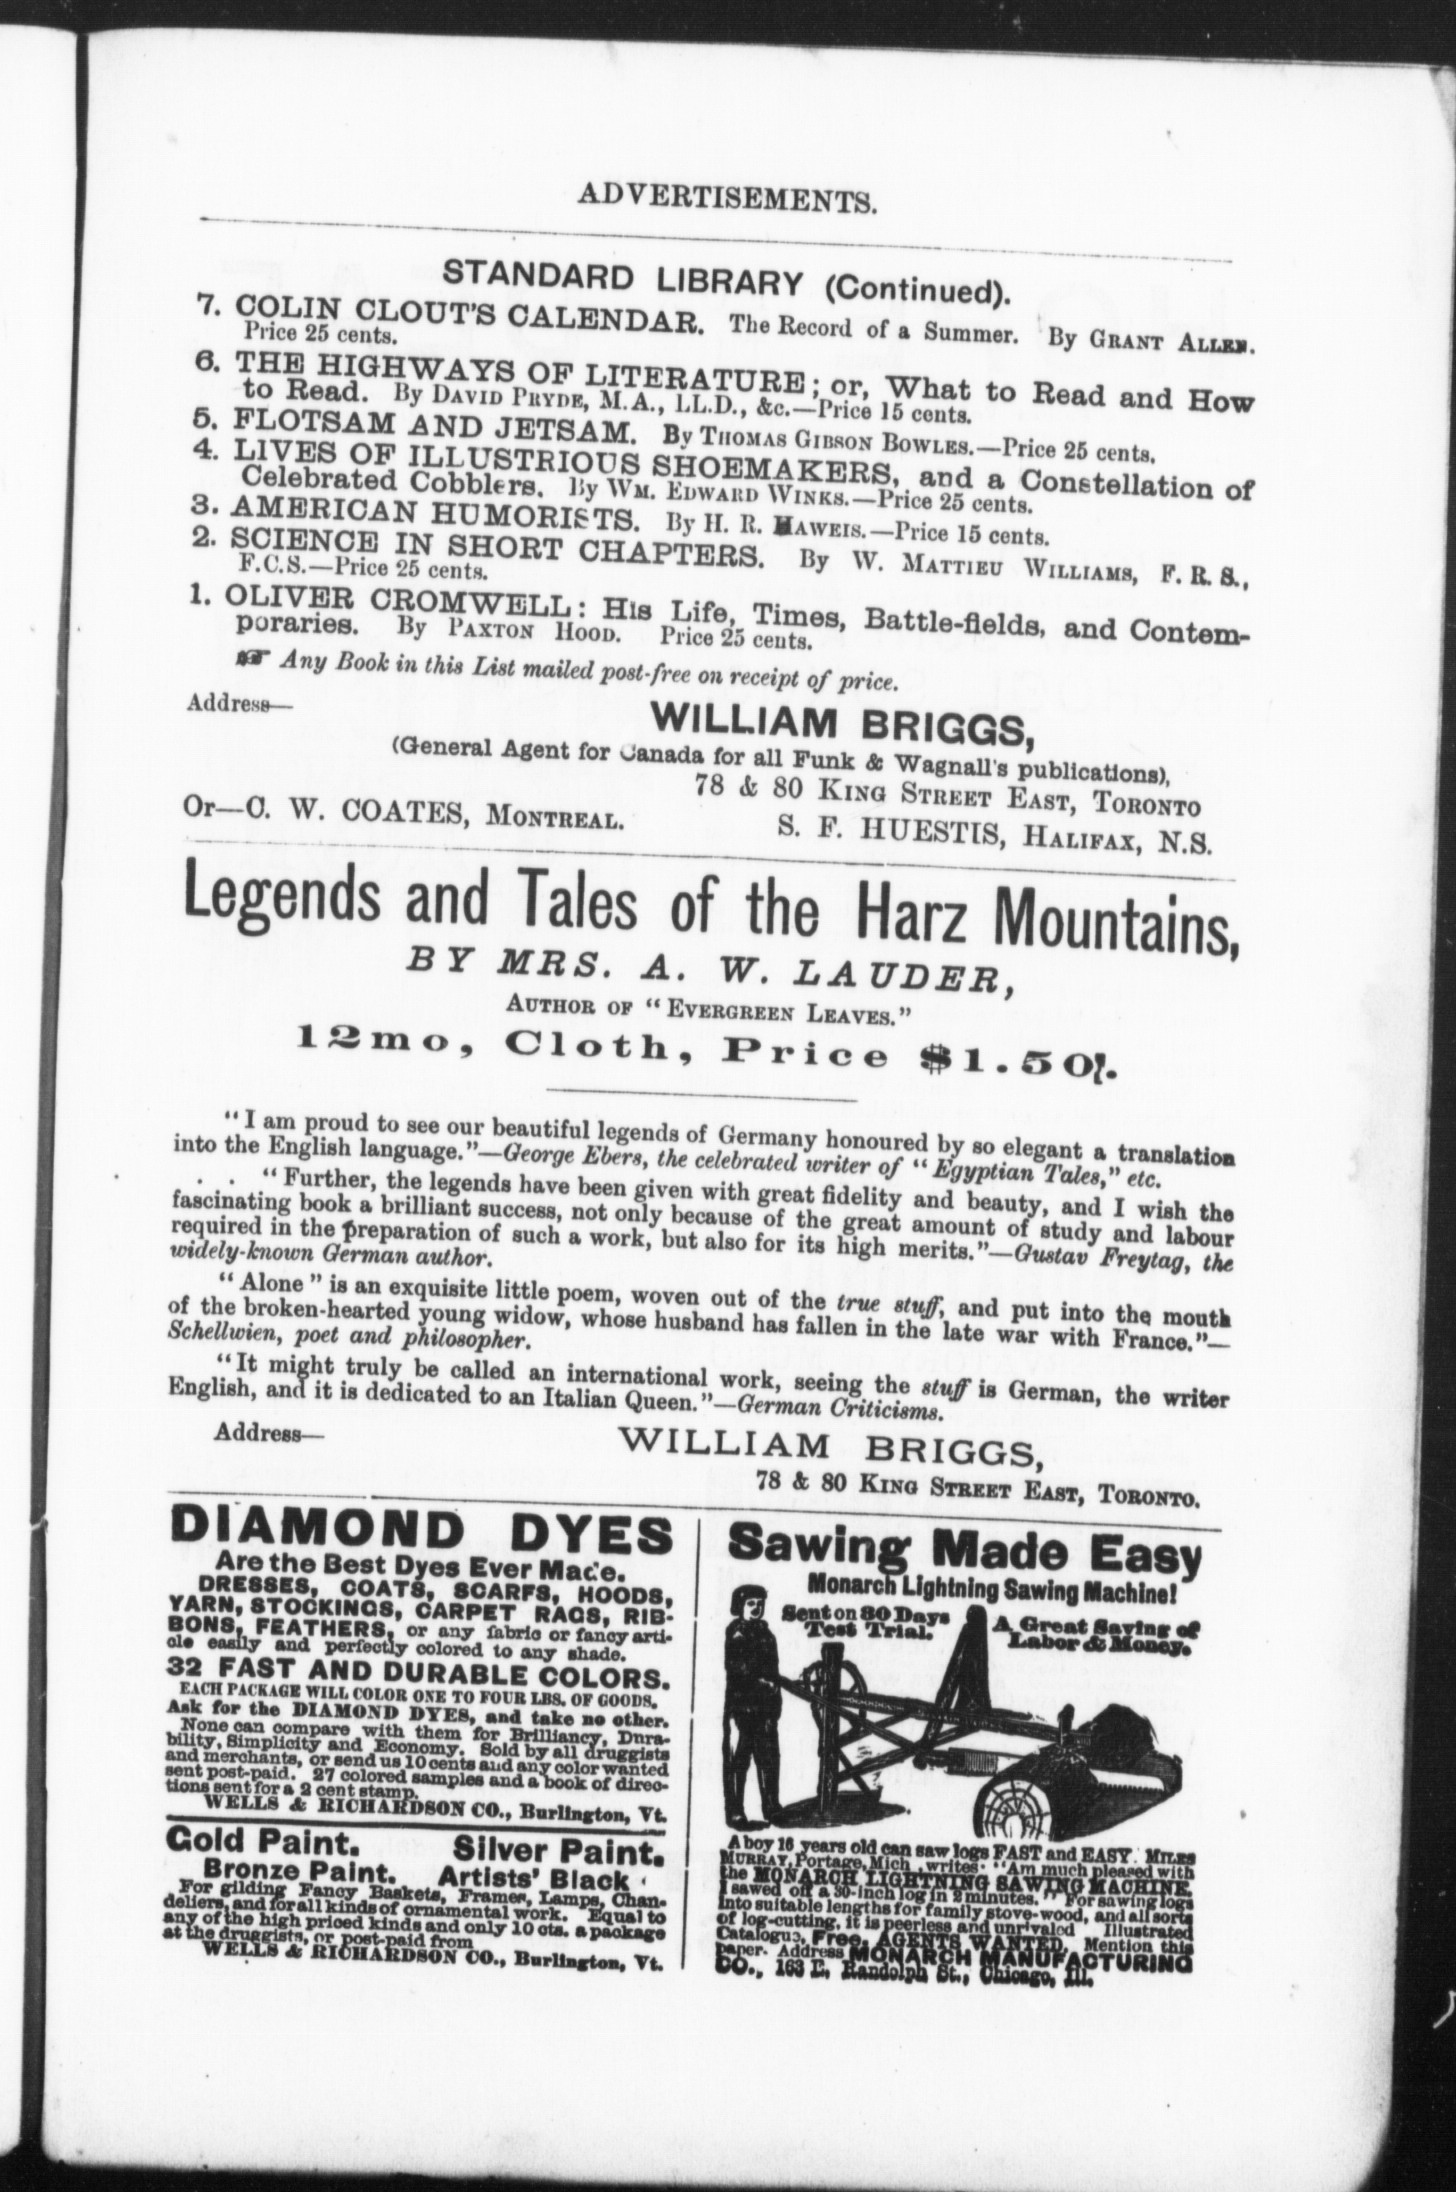 ADVERTISEMENTS.
STANDARD LIBRARY (Continued).
7. COLIN CLOUT'S CALENDAR. The Record of a Summer. By GRANT ALLEN.
Price 25 cents.
6. THE HIGHWAYS OF LITERATURE; or, What to Read and How
to Read. By DAVID PRYDE, M.A., LL.D., &c.—Price 15 cents.
5. FLOTSAM AND JETSAM. By THOMAS GIBSON BOWLES.—Price 25 cents.
4. LIVES OF ILLUSTRIOUS SHOEMAKERS, and a Constellation of
Celebrated Cobblers. By WM. EDWARD WINKS.—Price 25 cents.
3. AMERICAN HUMORISTS. By H. R. HAWEIS.—Price 15 cents.
2. SCIENCE IN SHORT CHAPTERS. By W. MATTIEU WILLIAMS, F.R.S.,
F.C.S.—Price 25 cents.
1. OLIVER CROMWELL: His Life, Times, Battle-fields, and Contem-
poraries. By PAXTON HOOD. Price 25 cents.
☞ Any Book in this List mailed post-free on receipt of price.
Address—
WILLIAM BRIGGS,
(General Agent for Canada for all Funk & Wagnall's publications),
78 & 80 KING STREET EAST, TORONTO
Or—C. W. COATES, MONTREAL.
S. F. HUESTIS, HALIFAX, N.S.
Legends and Tales of the Harz Mountains,
BY MRS. A. W. LAUDER,
AUTHOR OF "EVERGREEN LEAVES."
12mo, Cloth, Price $1.50.
"I am proud to see our beautiful legends of Germany honoured by so elegant a translation
into the English language."—George Ebers, the celebrated writer of "Egyptian Tales," etc.
. . "Further, the legends have been given with great fidelity and beauty, and I wish the
fascinating book a brilliant success, not only because of the great amount of study and labour
required in the preparation of such a work, but also for its high merits."—Gustav Freytag, the
widely-known German author.
"Alone" is an exquisite little poem, woven out of the true stuff, and put into the mouth
of the broken-hearted young widow, whose husband has fallen in the late war with France."—
Schellwien, poet and philosopher.
"It might truly be called an international work, seeing the stuff is German, the writer
English, and it is dedicated to an Italian Queen."—German Criticisms.
Address—
WILLIAM BRIGGS,
78 & 80 KING STREET EAST, TORONTO.
DIAMOND DYES
Are the Best Dyes Ever Made.
DRESSES, COATS, SCARFS, HOODS,
YARN, STOCKINGS, CARPET RAGS, RIB-
BONS, FEATHERS, or any fabric or fancy arti-
cle easily and perfectly colored to any shade.
32 FAST AND DURABLE COLORS.
EACH PACKAGE WILL COLOR ONE TO FOUR LBS. OF GOODS.
Ask for the DIAMOND DYES, and take no other.
None can compare with them for Brilliancy, Dura-
bility, Simplicity and Economy. Sold by all druggists
and merchants, or send us 10 cents and any color wanted
sent post-paid. 27 colored samples and a book of direc-
tions sent for a 2 cent stamp.
WELLS & RICHARDSON CO., Burlington, Vt.
Gold Paint. Silver Paint.
Bronze Paint. Artists' Black
For gilding Fancy Baskets, Frames, Lamps, Chan-
deliers, and for all kinds of ornamental work. Equal to
any of the high priced kinds and only 10 cts. a package
at the druggists, or post-paid from
WELLS & RICHARDSON CO., Burlington, Vt.
Sawing Made Easy
Monarch Lightning Sawing Machine!
Sent on 30 Days
Test Trial.
A Great Saving of
Labor & Money.
A boy 16 years old can saw logs FAST and EASY. MILES
MURRAY, Portage, Mich, writes: "Am much pleased with
the MONARCH LIGHTNING SAWING MACHINE.
I sawed off a 30-inch log in 2 minutes." For sawing logs
into suitable lengths for family stove-wood, and all sorts
of log-cutting, it is peerless and unrivaled Illustrated
Catalogue, Free. AGENTS WANTED. Mention this
paper. Address MONARCH MANUFACTURING
CO., 163 E. Randolph St., Chicago, Ill.